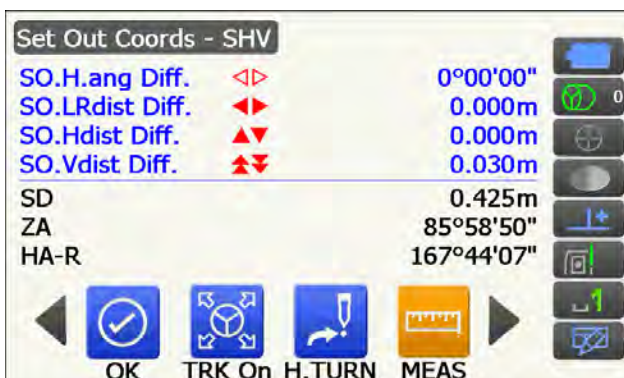 Set Out Coords - SHV
SO.H.ang Diff. 0°00'00"
SO.LRdist Diff. 0.000m
0
SO.Hdist Diff. 0.000m
SO.Vdist Diff. 0.030m
SD 0.425m
ZA 85°58'50"
HA-R 167°44'07"
1
OK TRK On H.TURN MEAS